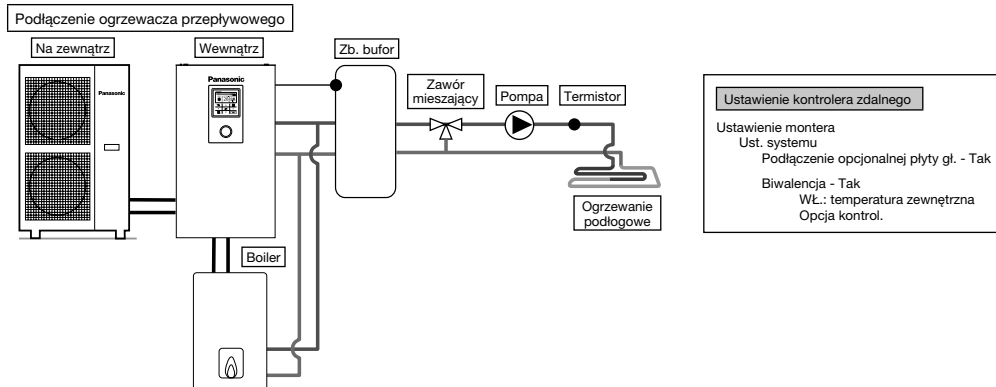 Podłączenie ogrzewacza przepływowego
Na zewnątrz
Wewnątrz
Zb. bufor
Panasonic
Panasonic
Zawór
mieszający
Pompa
Termistor
Ogrzewanie
podłogowe
Boiler
Ustawienie kontrolera zdalnego
Ustawienie montera
Ust. systemu
Podłączenie opcjonalnej płyty gł. - Tak
Biwalencja - Tak
WŁ.: temperatura zewnętrzna
Opcja kontrol.